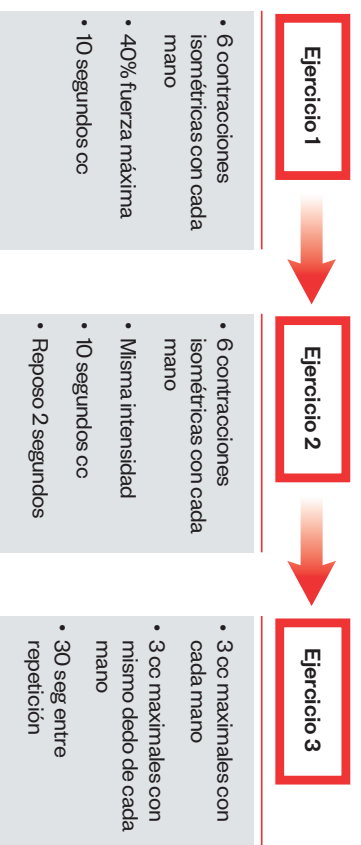 Ejercicio 1
• 6 contracciones
isométricas con cada
mano
• 40% fuerza máxima
• 10 segundos cc
Ejercicio 2
• 6 contracciones
isométricas con cada
mano
• Misma intensidad
• 10 segundos cc
• Reposo 2 segundos
Ejercicio 3
• 3 cc maximales con
cada mano
• 3 cc maximales con
mismo dedo de cada
mano
• 30 seg entre
repetición